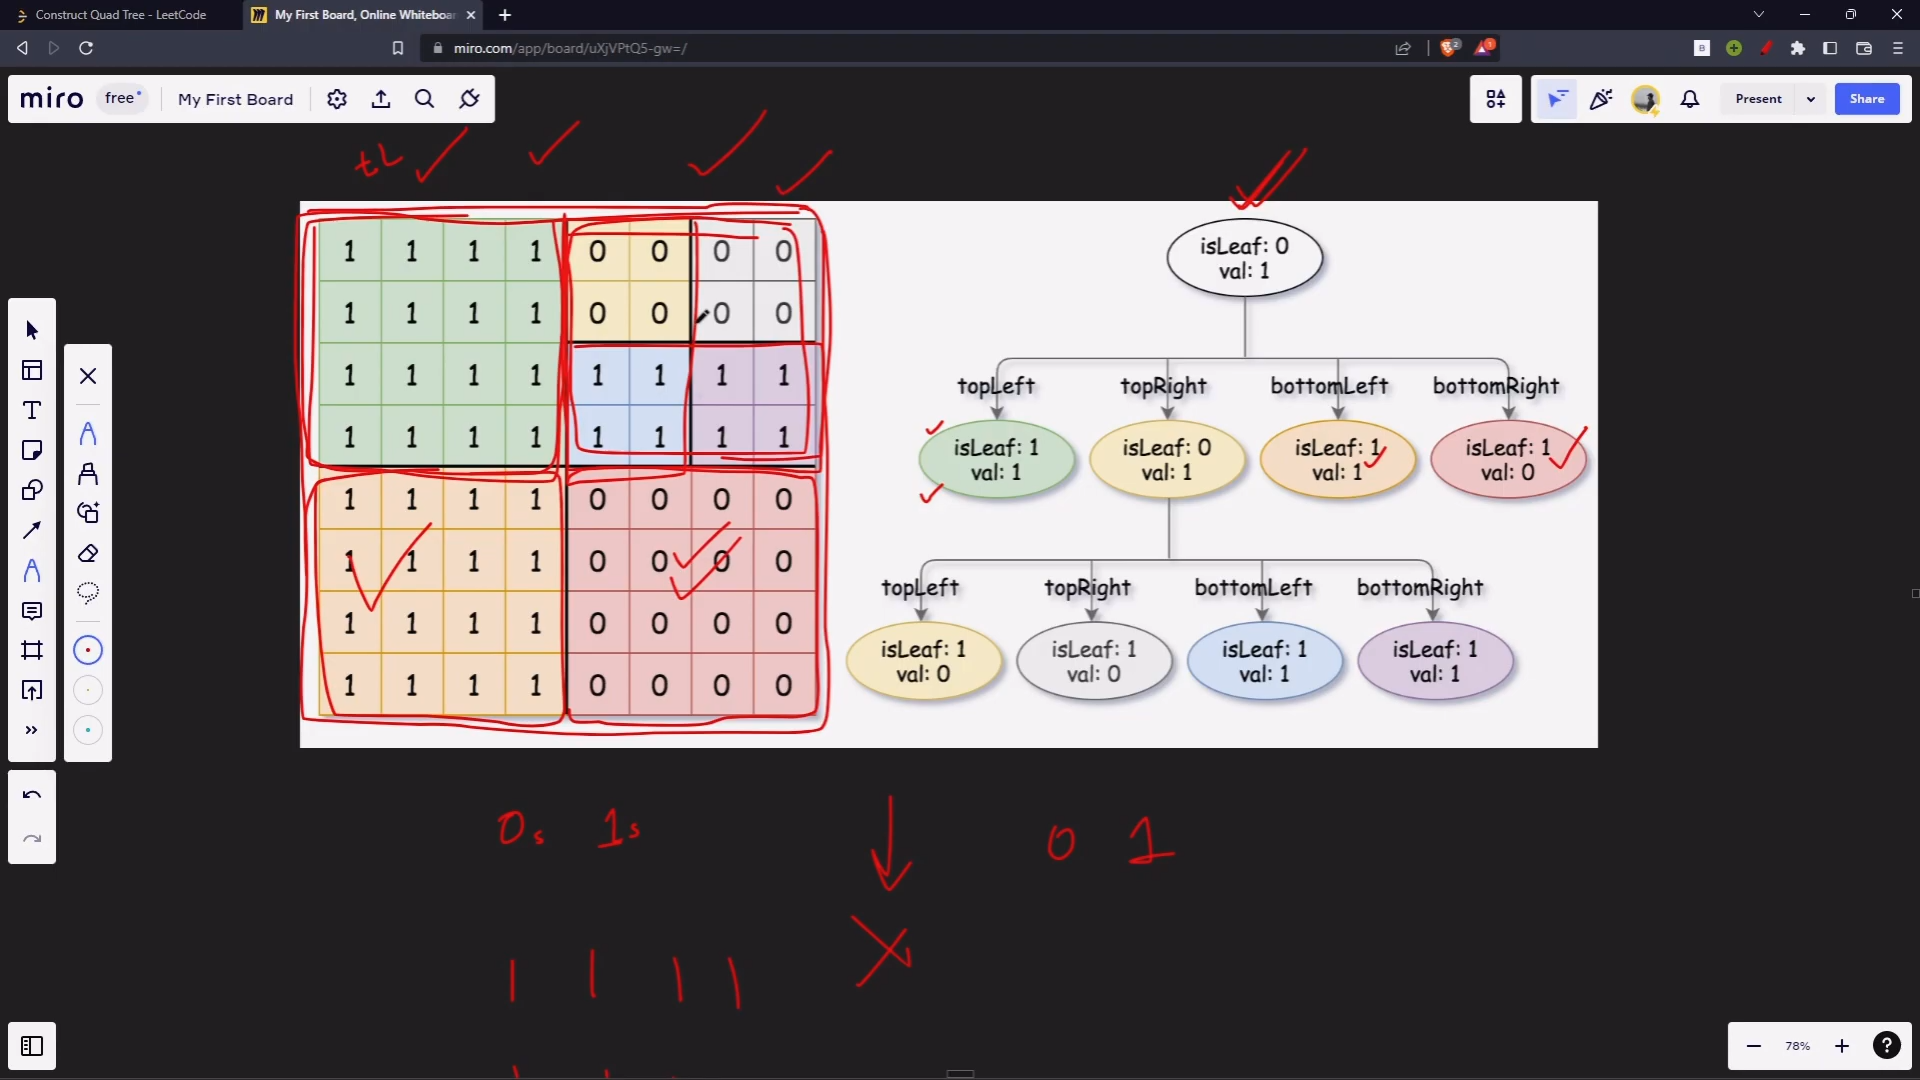 Construct Quad Tree - LeetCode
My First Board, Online Whiteboa
miro.com/app/board/uXjVPtQ5-gw=/
miro free My First Board
Present Share
tL
1 1 1 1 0 0 0 0
1 1 1 1 0 0 0 0
1 1 1 1 1 1 1 1
1 1 1 1 1 1 1 1
1 1 1 1 0 0 0 0
1 1 1 1 0 0 0 0
1 1 1 1 0 0 0 0
1 1 1 1 0 0 0 0
isLeaf: 0
val: 1
topLeft topRight bottomLeft bottomRight
isLeaf: 1 isLeaf: 0 isLeaf: 1 isLeaf: 1
val: 1 val: 1 val: 1 val: 0
topLeft topRight bottomLeft bottomRight
isLeaf: 1 isLeaf: 1 isLeaf: 1 isLeaf: 1
val: 0 val: 0 val: 1 val: 1
0s 1s 0 1
1 1 1 1
78%